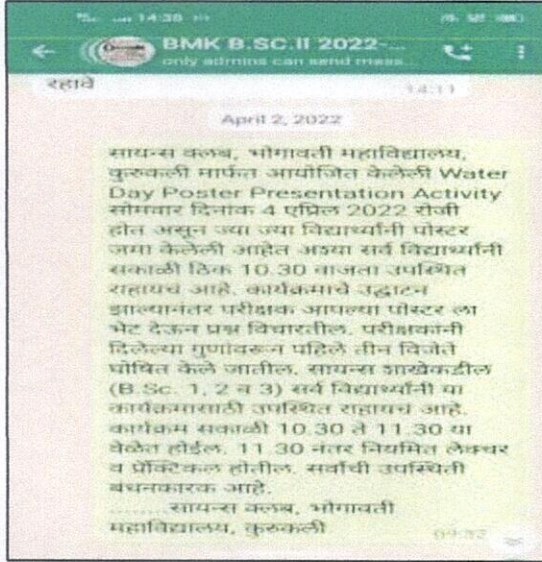 14:38
BMK B.SC.II 2022-...
only admins can send mess...
रहावे
14:11
April 2, 2022
सायन्स क्लब, भोगावती महाविद्यालय,
कुरुकली मार्फत आयोजित केलेली Water
Day Poster Presentation Activity
सोमवार दिनांक 4 एप्रिल 2022 रोजी
होत असून ज्या ज्या विद्यार्थ्यांनी पोस्टर
जमा केलेली आहेत अश्या सर्व विद्यार्थ्यांनी
सकाळी ठिक 10.30 वाजता उपस्थित
राहायचं आहे. कार्यक्रमाचे उद्घाटन
झाल्यानंतर परीक्षक आपल्या पोस्टर ला
भेट देऊन प्रश्न विचारतील. परीक्षकांनी
दिलेल्या गुणांवरून पहिले तीन विजेते
घोषित केले जातील. सायन्स शाखेकडील
(B.Sc. 1, 2 व 3) सर्व विद्यार्थ्यांनी या
कार्यक्रमासाठी उपस्थित राहायचं आहे.
कार्यक्रम सकाळी 10.30 ते 11.30 या
वेळेत होईल. 11.30 नंतर नियमित लेक्चर
व प्रॅक्टिकल होतील. सर्वांची उपस्थिती
बंधनकारक आहे.
.........सायन्स क्लब, भोगावती
महाविद्यालय, कुरुकली
09:32